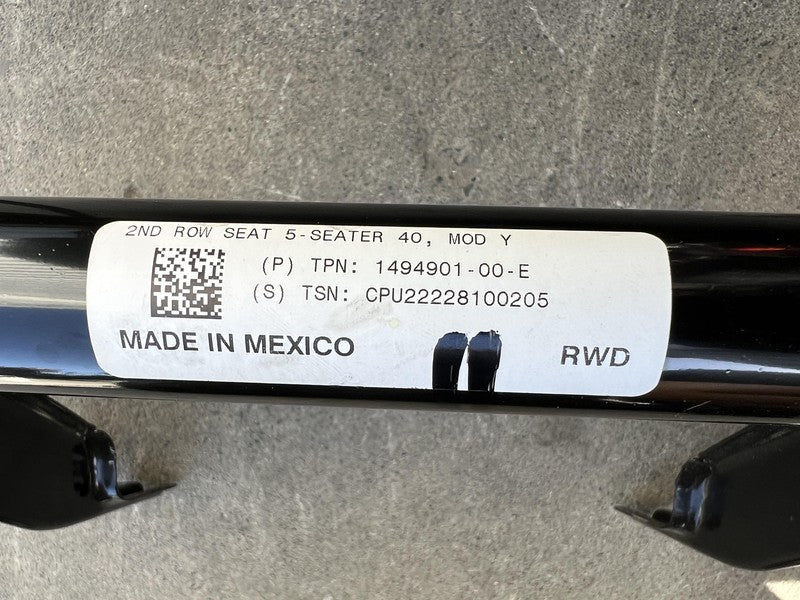 2ND ROW SEAT 5-SEATER 40, MOD Y
(P) TPN: 1494901-00-E
(S) TSN: CPU22228100205
MADE IN MEXICO
RWD